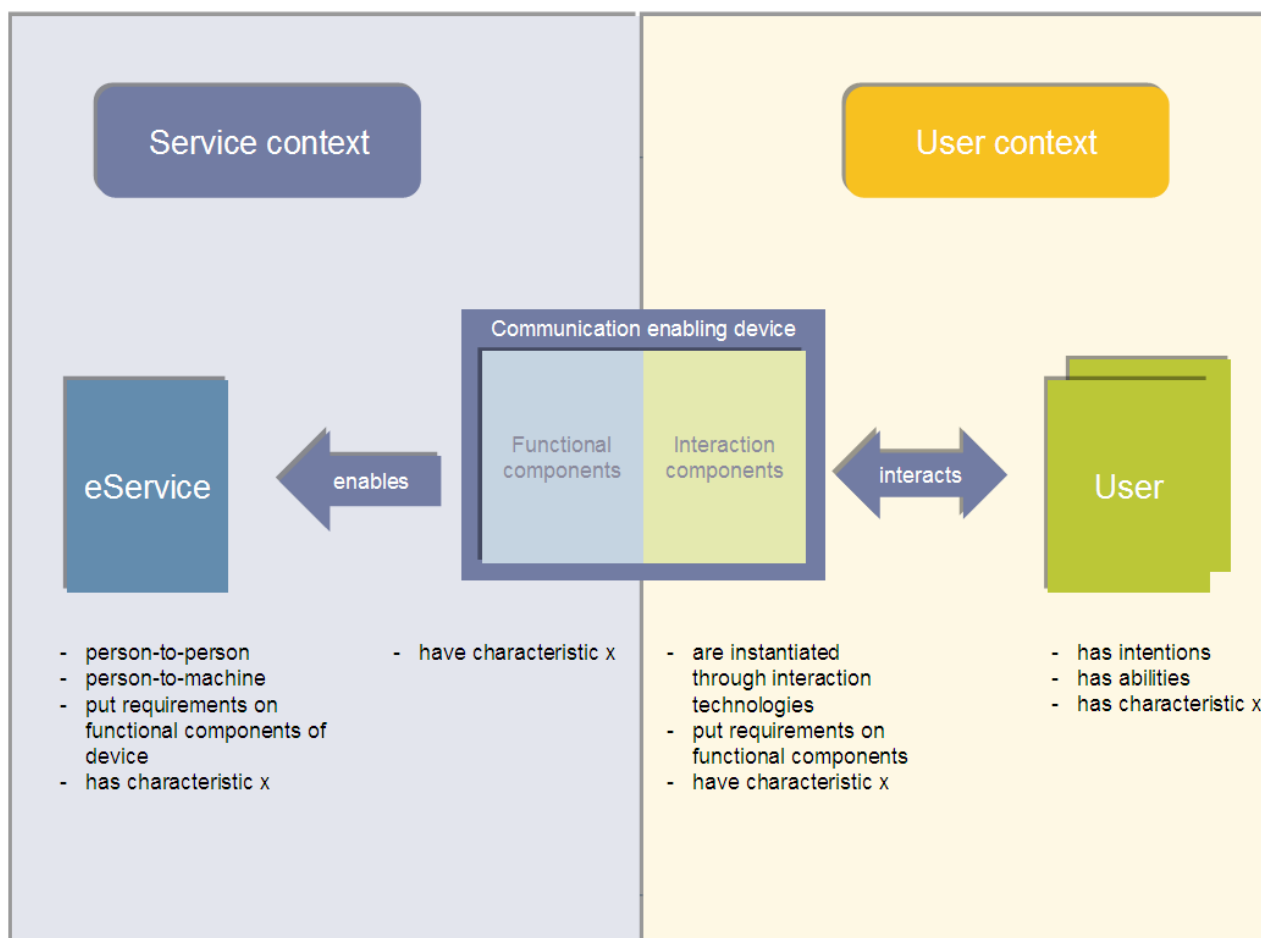 Service context
User context
Communication enabling device
Functional
components
Interaction
components
eService
enables
interacts
User
- person-to-person
- person-to-machine
- put requirements on
functional components of
device
- has characteristic x
- have characteristic x
- are instantiated
through interaction
technologies
- put requirements on
functional components
- have characteristic x
- has intentions
- has abilities
- has characteristic x